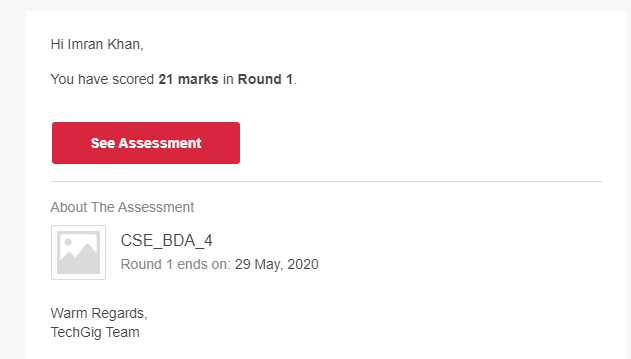 Hi Imran Khan,
You have scored 21 marks in Round 1.
See Assessment
About The Assessment
CSE_BDA_4
Round 1 ends on: 29 May, 2020
Warm Regards,
TechGig Team